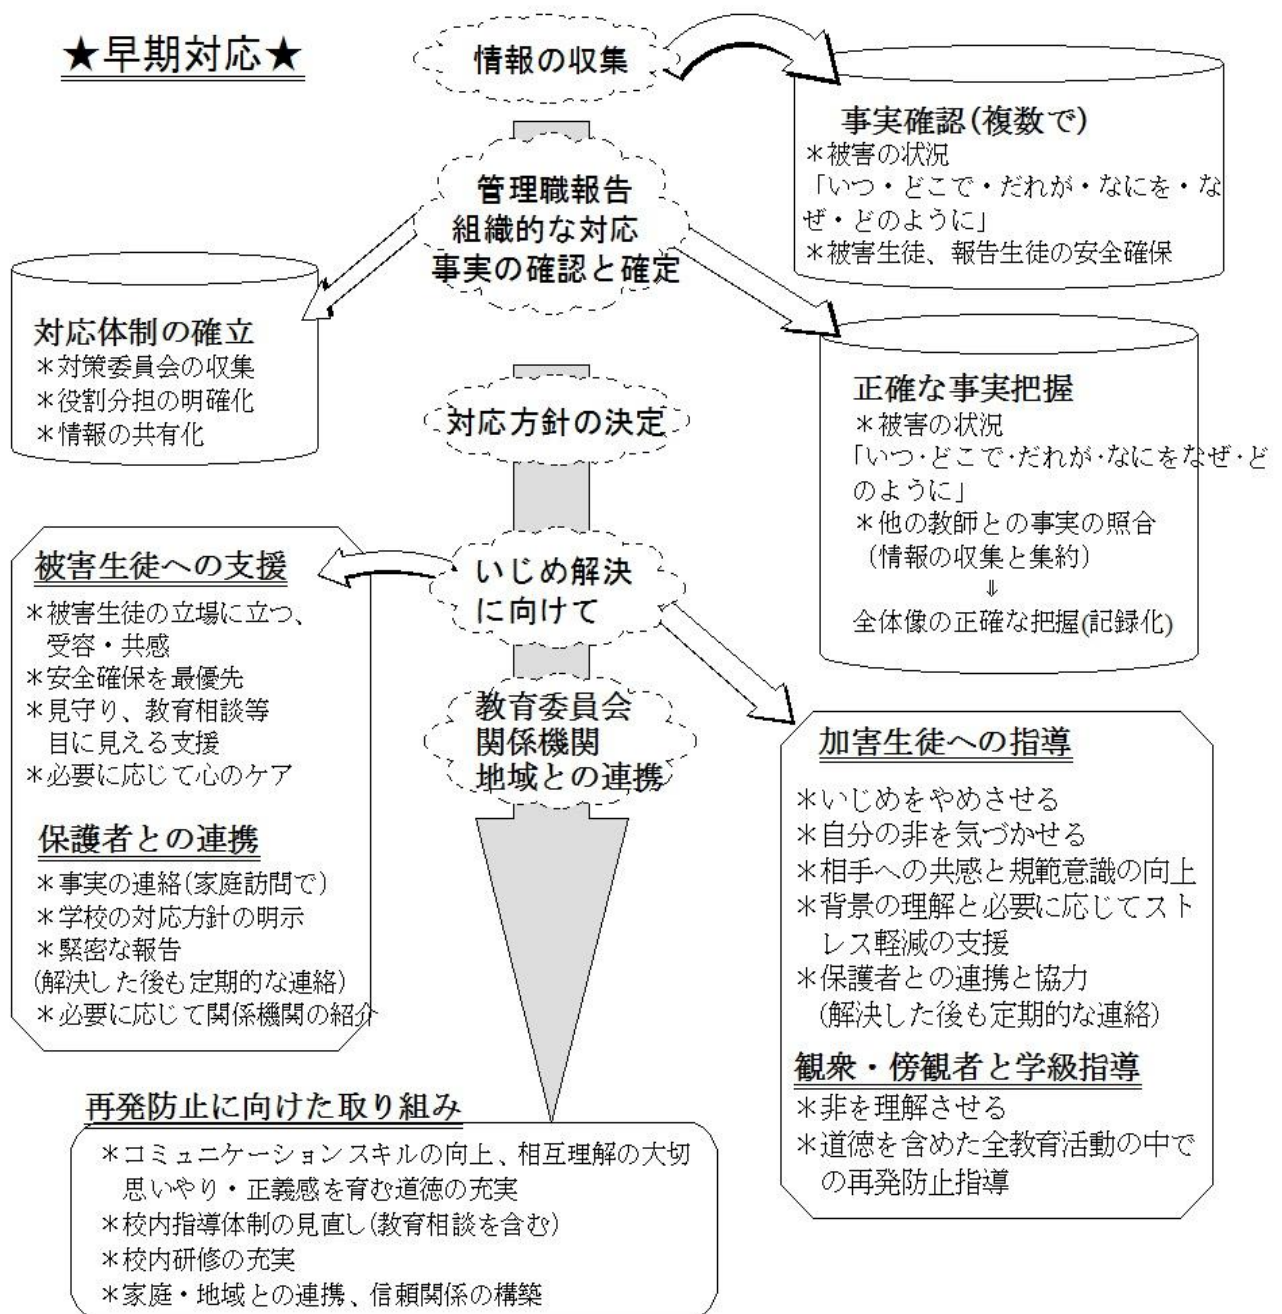 ★早期対応★
情報の収集
事実確認(複数で)
＊被害の状況
「いつ・どこで・だれが・なにを・な
ぜ・どのように」
＊被害生徒、報告生徒の安全確保
管理職報告
組織的な対応
事実の確認と確定
対応体制の確立
＊対策委員会の収集
＊役割分担の明確化
＊情報の共有化
正確な事実把握
＊被害の状況
「いつ・どこで・だれが・なにをなぜ・ど
のように」
＊他の教師との事実の照合
(情報の収集と集約)
⇓
全体像の正確な把握(記録化)
対応方針の決定
いじめ解決
に向けて
被害生徒への支援
＊被害生徒の立場に立つ、
受容・共感
＊安全確保を最優先
＊見守り、教育相談等
目に見える支援
＊必要に応じて心のケア
保護者との連携
＊事実の連絡(家庭訪問で)
＊学校の対応方針の明示
＊緊密な報告
(解決した後も定期的な連絡)
＊必要に応じて関係機関の紹介
教育委員会
関係機関
地域との連携
加害生徒への指導
＊いじめをやめさせる
＊自分の非を気づかせる
＊相手への共感と規範意識の向上
＊背景の理解と必要に応じてスト
レス軽減の支援
＊保護者との連携と協力
(解決した後も定期的な連絡)
観衆・傍観者と学級指導
＊非を理解させる
＊道徳を含めた全教育活動の中で
の再発防止指導
再発防止に向けた取り組み
＊コミュニケーションスキルの向上、相互理解の大切
思いやり・正義感を育む道徳の充実
＊校内指導体制の見直し(教育相談を含む)
＊校内研修の充実
＊家庭・地域との連携、信頼関係の構築